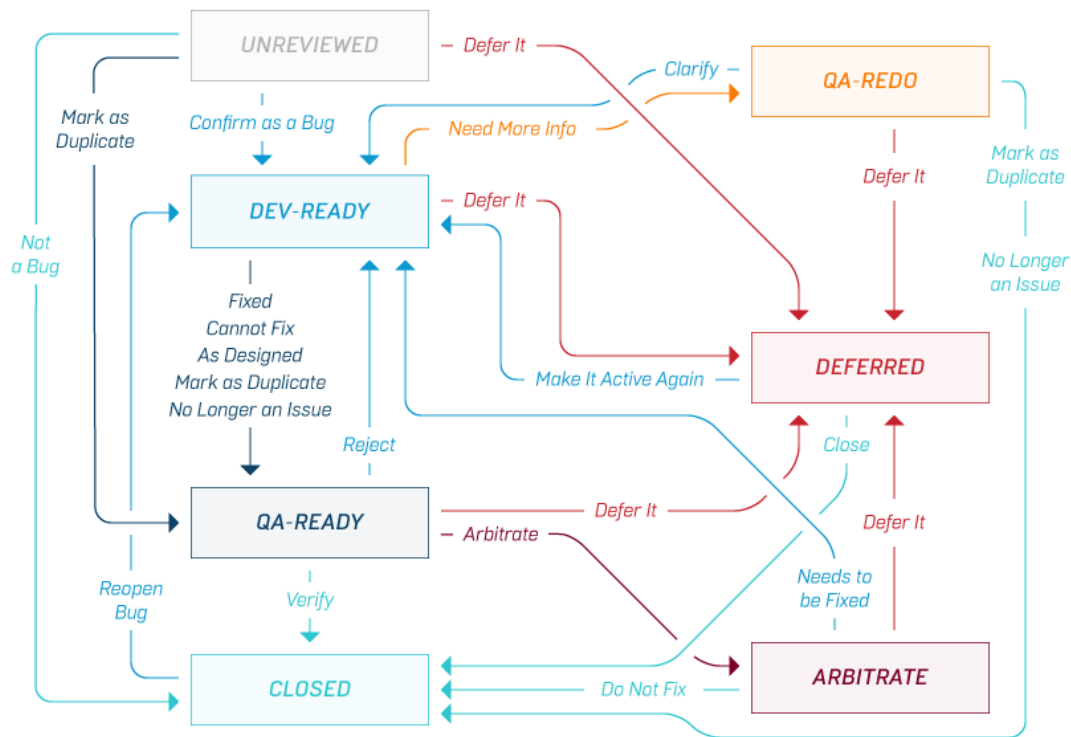 UNREVIEWED
Defer It
Clarify
QA-REDO
Mark as
Duplicate
Confirm as a Bug
Need More Info
Mark as
Duplicate
Defer It
DEV-READY
Defer It
Not
a Bug
No Longer
an Issue
Fixed
Cannot Fix
As Designed
Mark as Duplicate
No Longer an Issue
Make It Active Again
DEFERRED
Reject
Close
QA-READY
Defer It
Arbitrate
Defer It
Reopen
Bug
Verify
Needs to
be Fixed
CLOSED
Do Not Fix
ARBITRATE